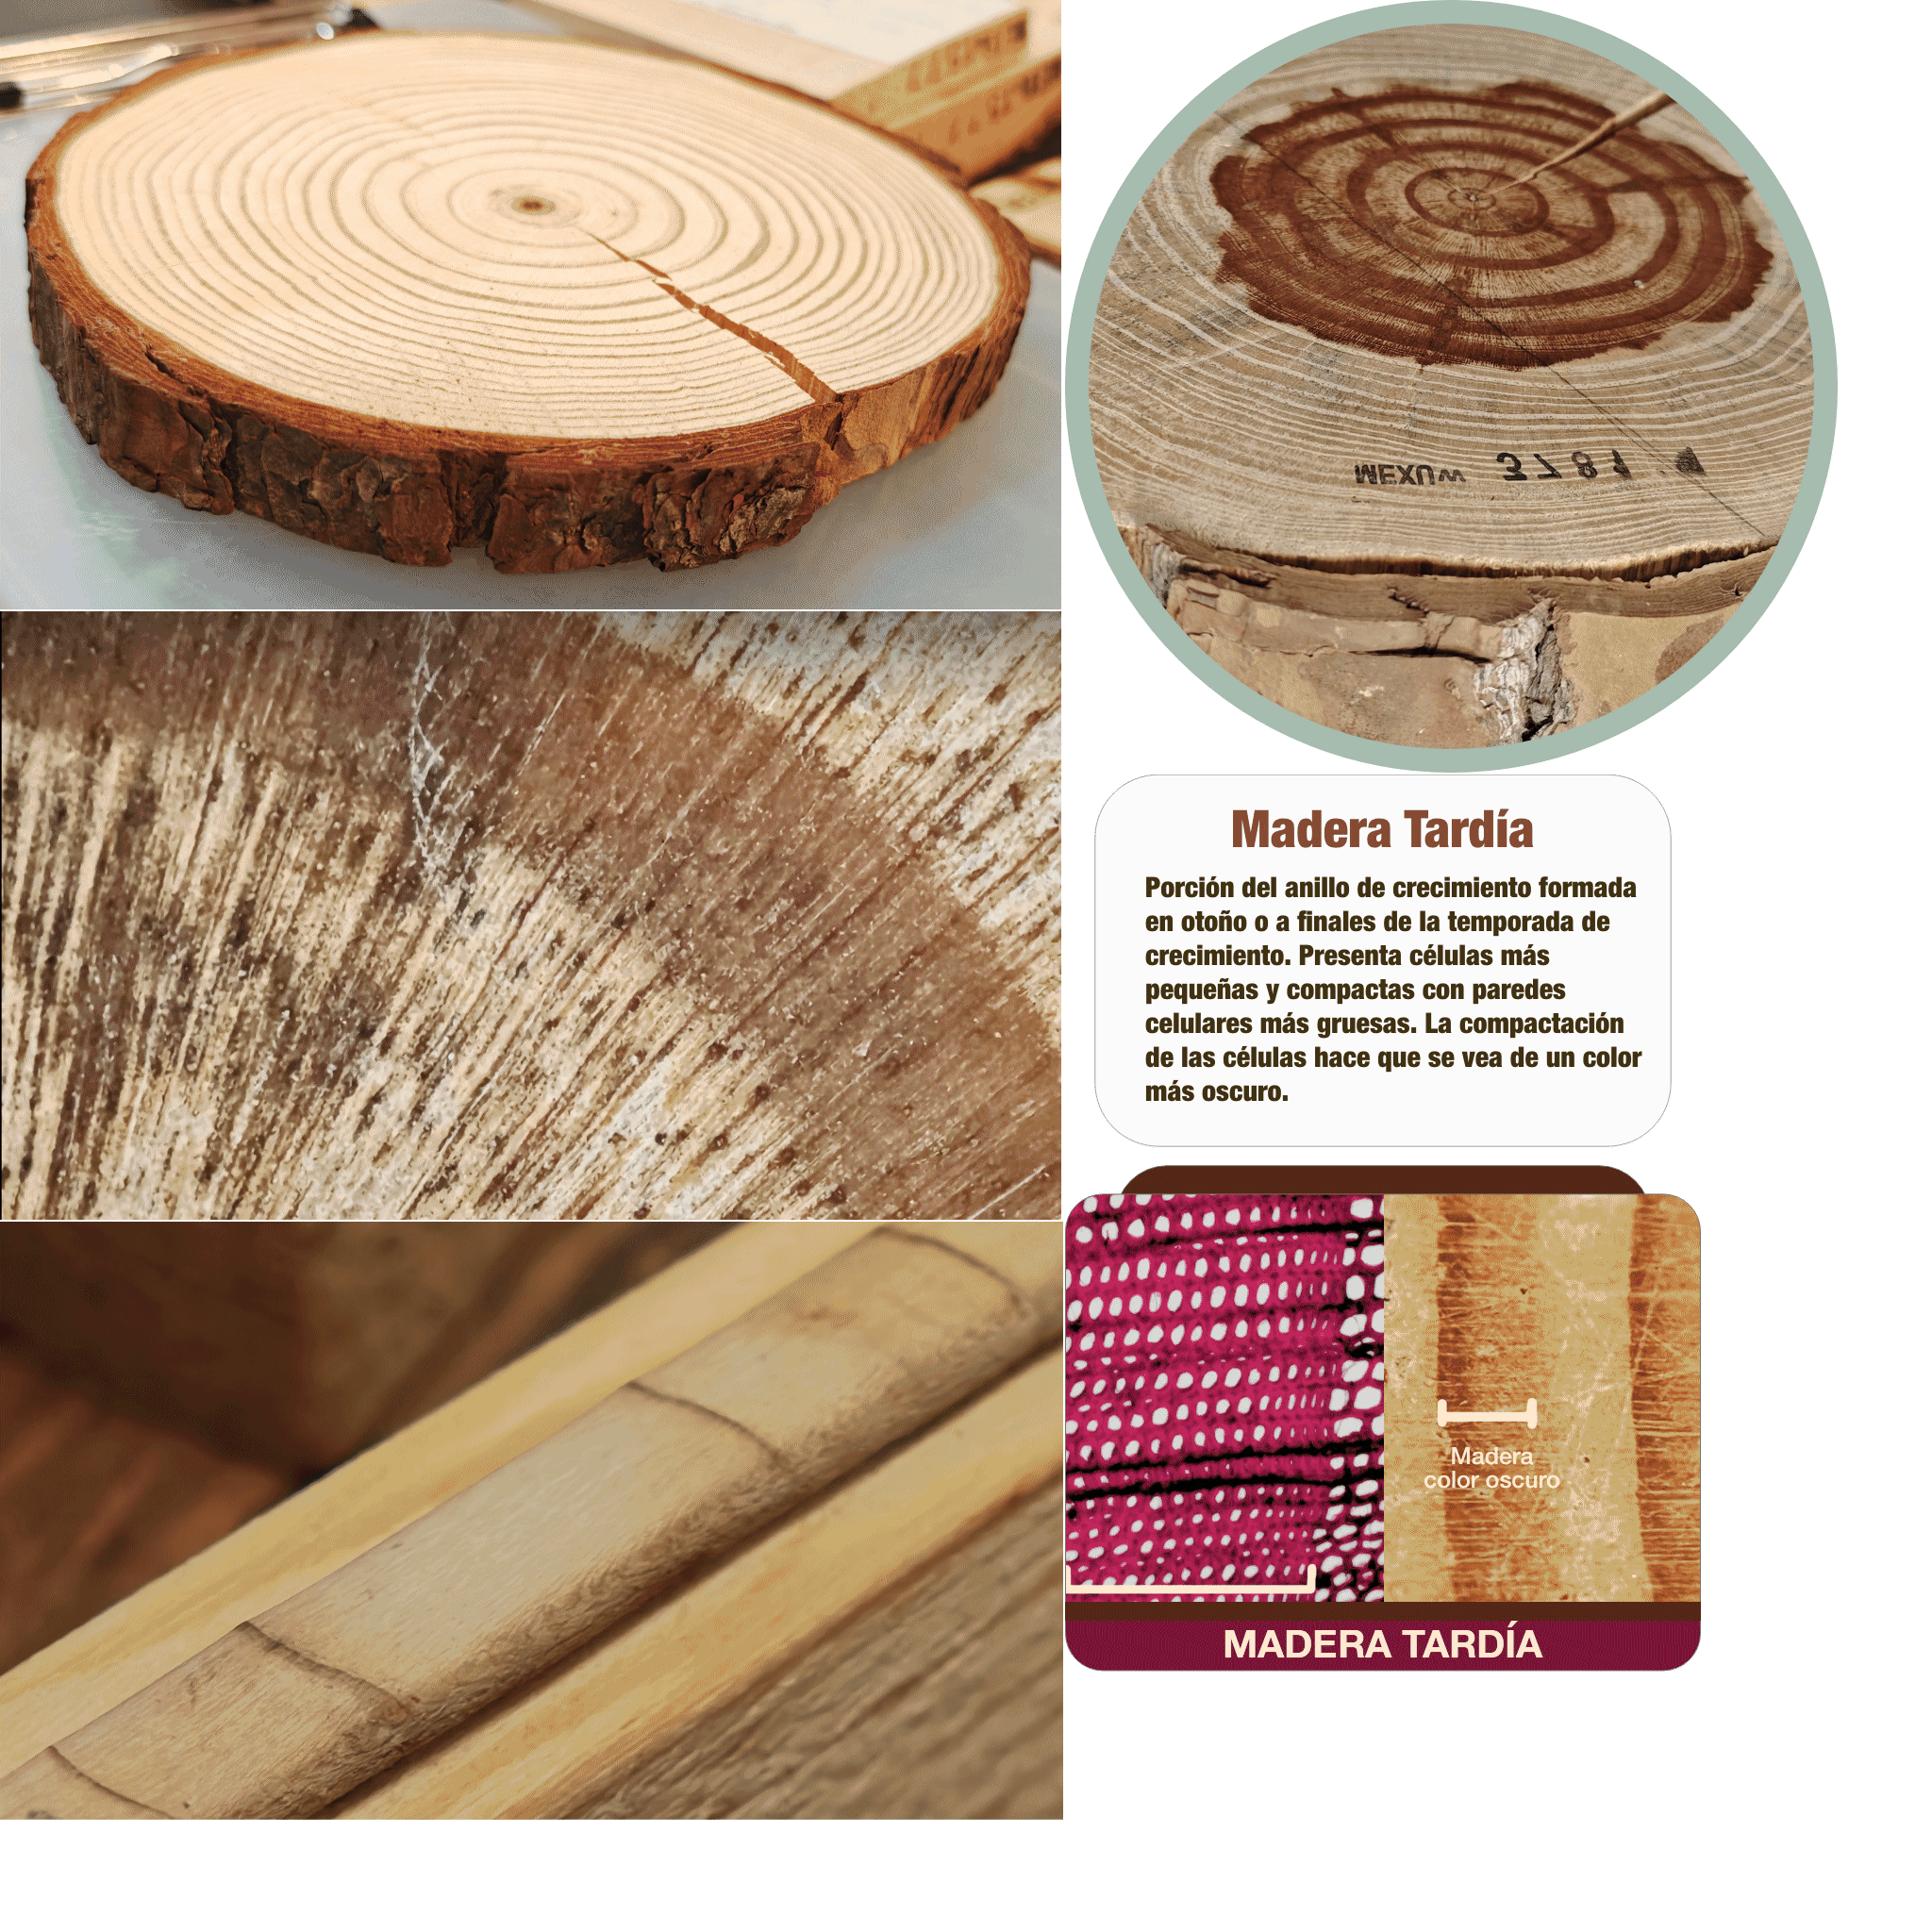 MEXUM 3781
Madera Tardía
Porción del anillo de crecimiento formada
en otoño o a finales de la temporada de
crecimiento. Presenta células más
pequeñas y compactas con paredes
celulares más gruesas. La compactación
de las células hace que se vea de un color
más oscuro.
Madera
color oscuro
MADERA TARDÍA